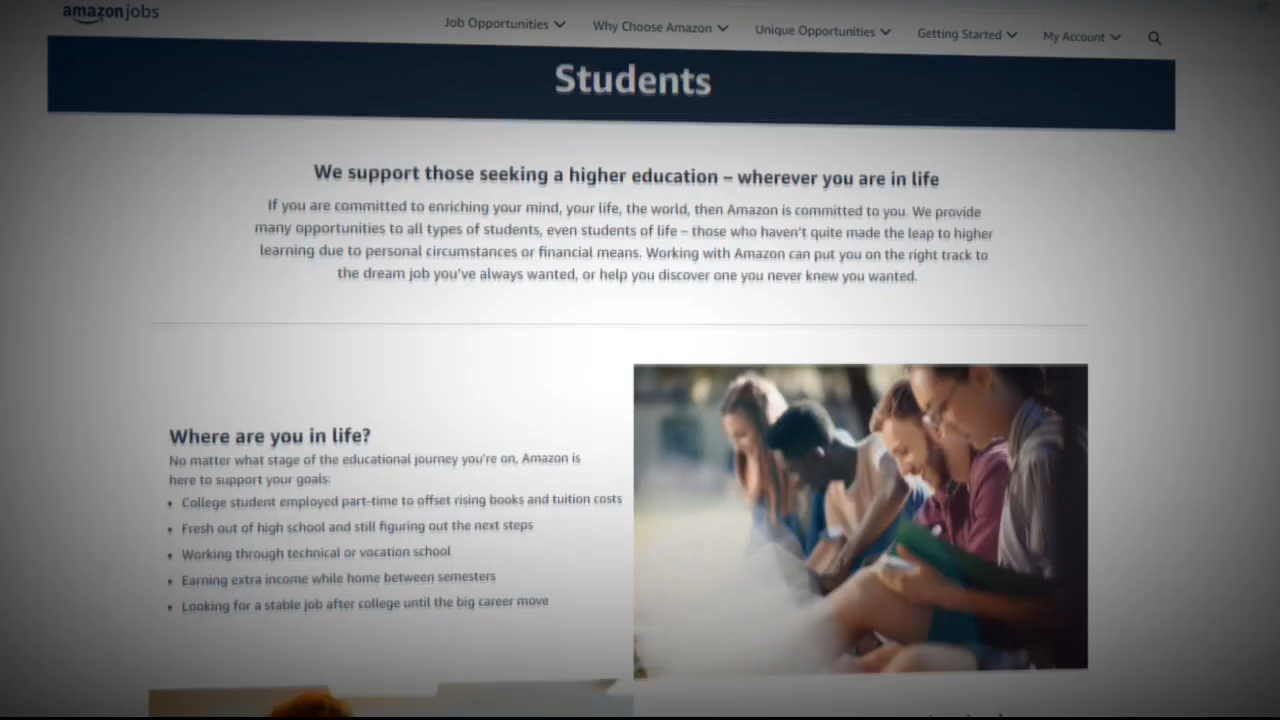 amazonjobs
Job Opportunities
Why Choose Amazon
Unique Opportunities
Getting Started
My Account
Students
We support those seeking a higher education – wherever you are in life
If you are committed to enriching your mind, your life, the world, then Amazon is committed to you. We provide
many opportunities to all types of students, even students of life – those who haven't quite made the leap to higher
learning due to personal circumstances or financial means. Working with Amazon can put you on the right track to
the dream job you've always wanted, or help you discover one you never knew you wanted.
Where are you in life?
No matter what stage of the educational journey you're on, Amazon is
here to support your goals:
• College student employed part-time to offset rising books and tuition costs
• Fresh out of high school and still figuring out the next steps
• Working through technical or vocation school
• Earning extra income while home between semesters
• Looking for a stable job after college until the big career move